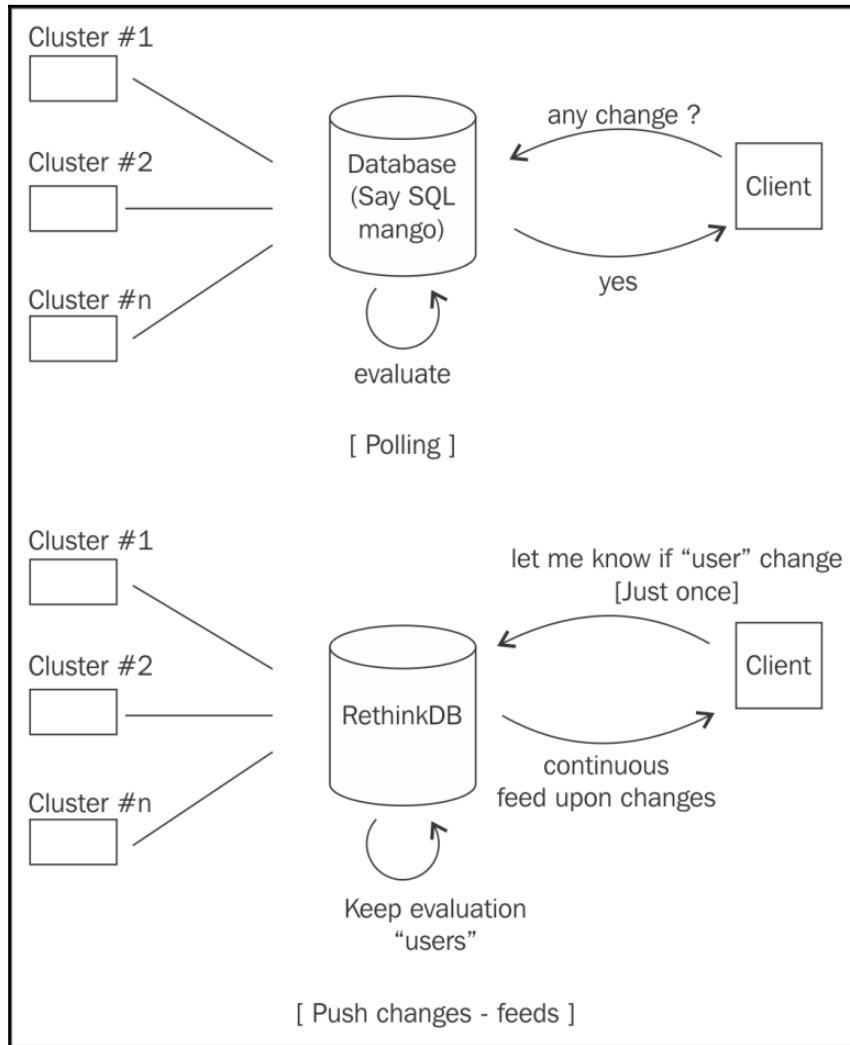 Cluster #1
any change ?
Cluster #2
Database
(Say SQL
mango)
Client
yes
Cluster #n
evaluate
[ Polling ]
Cluster #1
let me know if “user” change
[Just once]
Cluster #2
Client
RethinkDB
continuous
feed upon changes
Cluster #n
Keep evaluation
“users”
[ Push changes - feeds ]